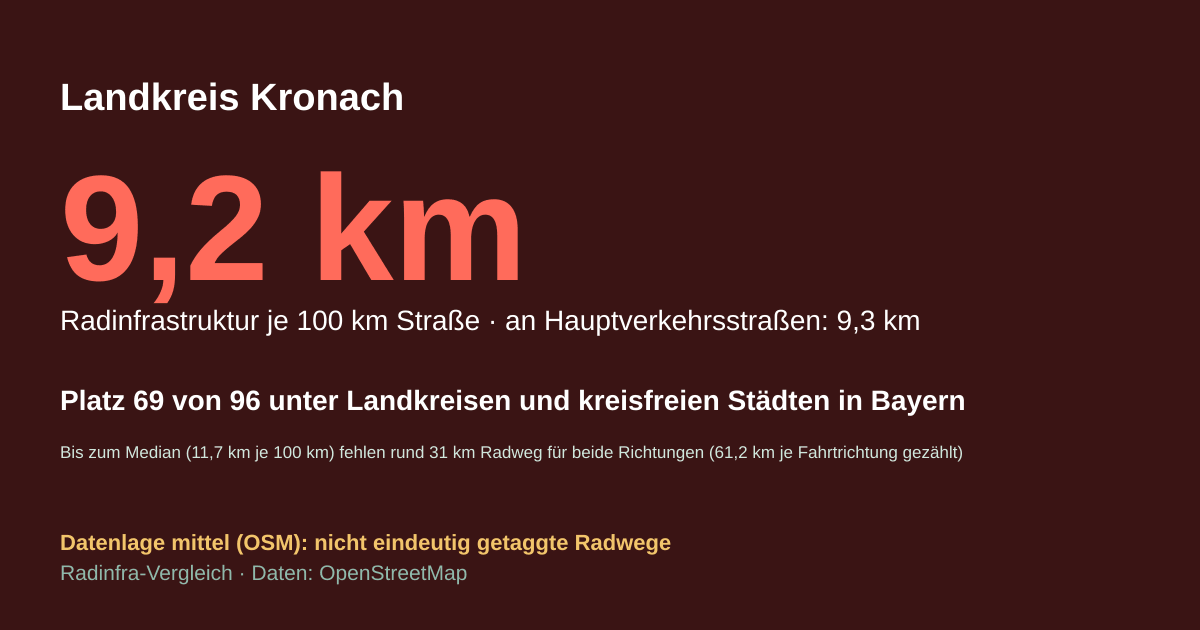 Landkreis Kronach
9,2 km
Radinfrastruktur je 100 km Straße · an Hauptverkehrsstraßen: 9,3 km
Platz 69 von 96 unter Landkreisen und kreisfreien Städten in Bayern
Bis zum Median (11,7 km je 100 km) fehlen rund 31 km Radweg für beide Richtungen (61,2 km je Fahrtrichtung gezählt)
Datenlage mittel (OSM): nicht eindeutig getaggte Radwege
Radinfra-Vergleich · Daten: OpenStreetMap